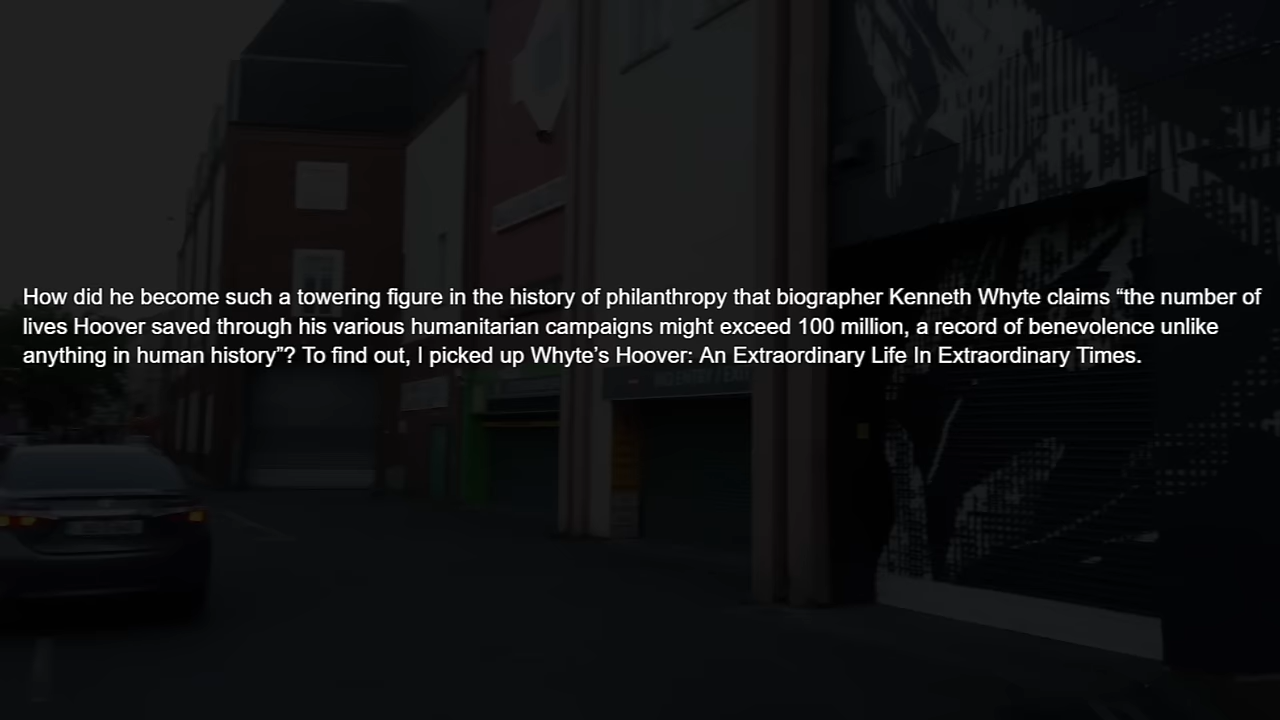 How did he become such a towering figure in the history of philanthropy that biographer Kenneth Whyte claims “the number of
lives Hoover saved through his various humanitarian campaigns might exceed 100 million, a record of benevolence unlike
anything in human history”? To find out, I picked up Whyte’s Hoover: An Extraordinary Life In Extraordinary Times.